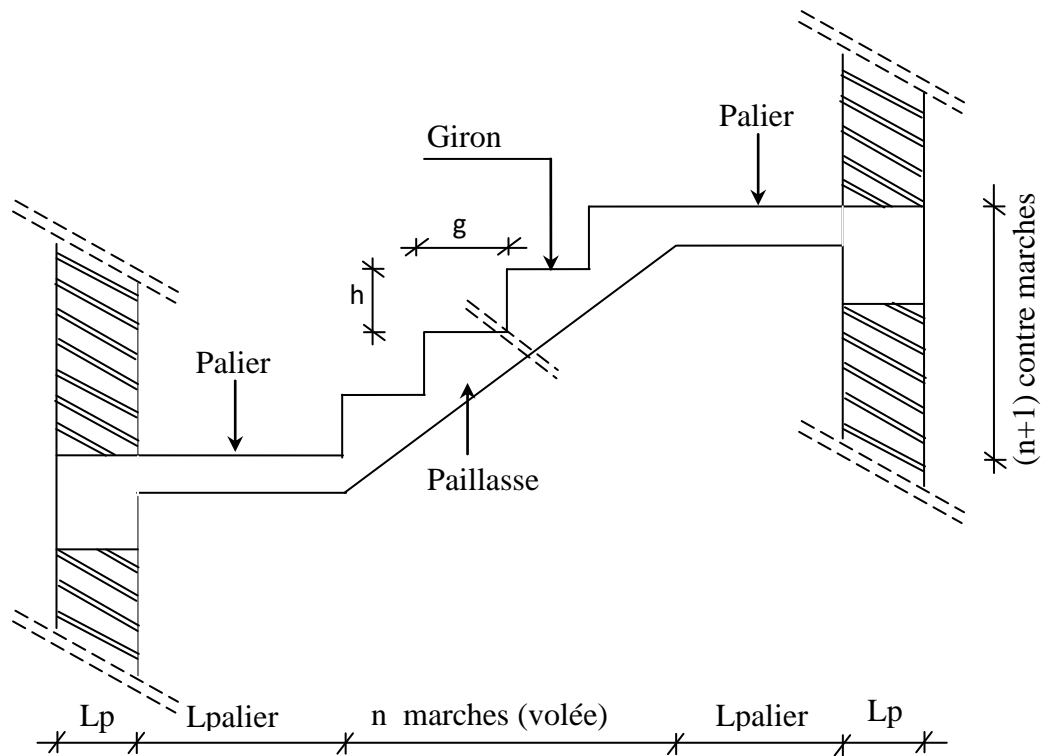 Palier
Giron
g
h
Palier
Paillasse
(n+1) contre marches
Lp
Lpalier
n marches (volée)
Lpalier
Lp